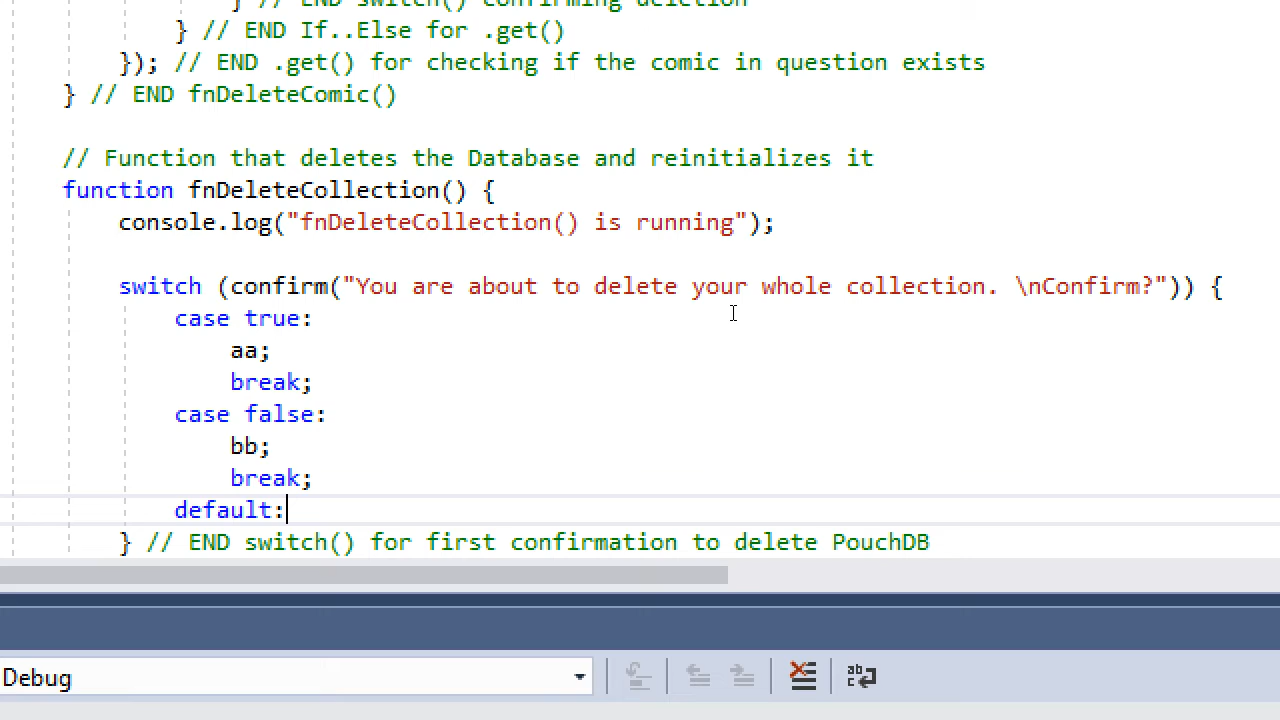 } // END switch() confirming deletion
} // END If..Else for .get()
}); // END .get() for checking if the comic in question exists
} // END fnDeleteComic()
// Function that deletes the Database and reinitializes it
function fnDeleteCollection() {
console.log("fnDeleteCollection() is running");
switch (confirm("You are about to delete your whole collection. \nConfirm?")) {
case true:
aa;
break;
case false:
bb;
break;
default:
} // END switch() for first confirmation to delete PouchDB
Debug